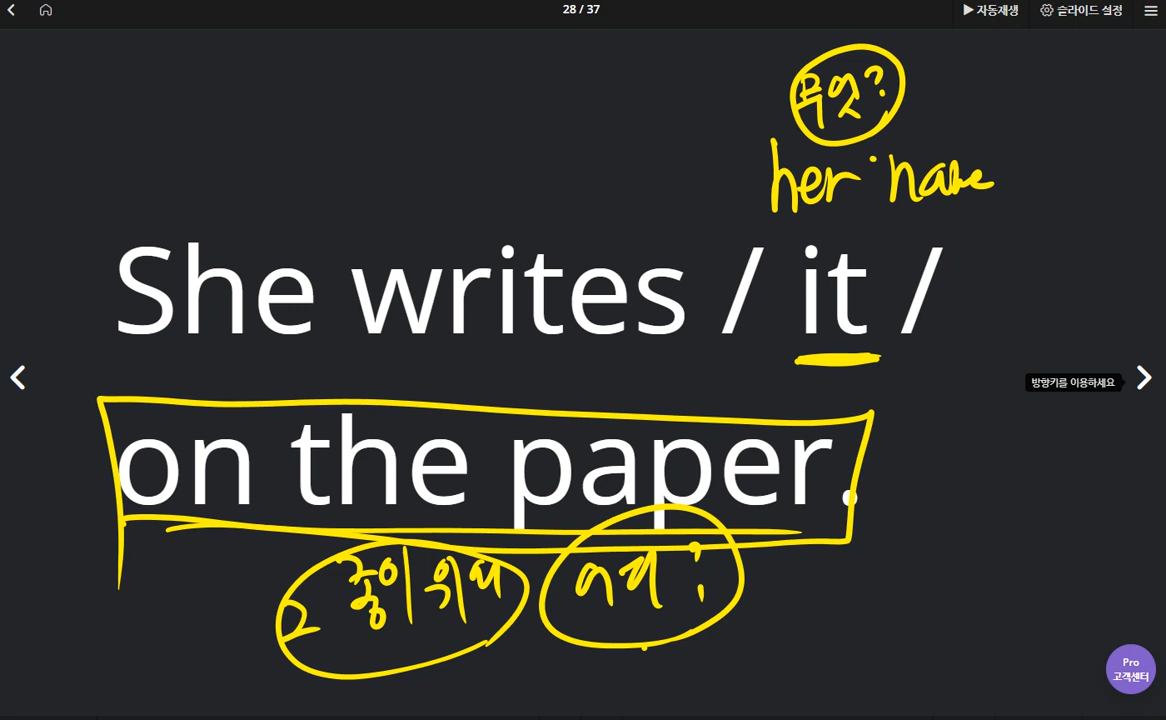 28 / 37
자동재생
슬라이드 설정
무엇?
her name
She writes / it /
방향키를 이용하세요
on the paper.
그 종이 위에
어디?
Pro
고객센터